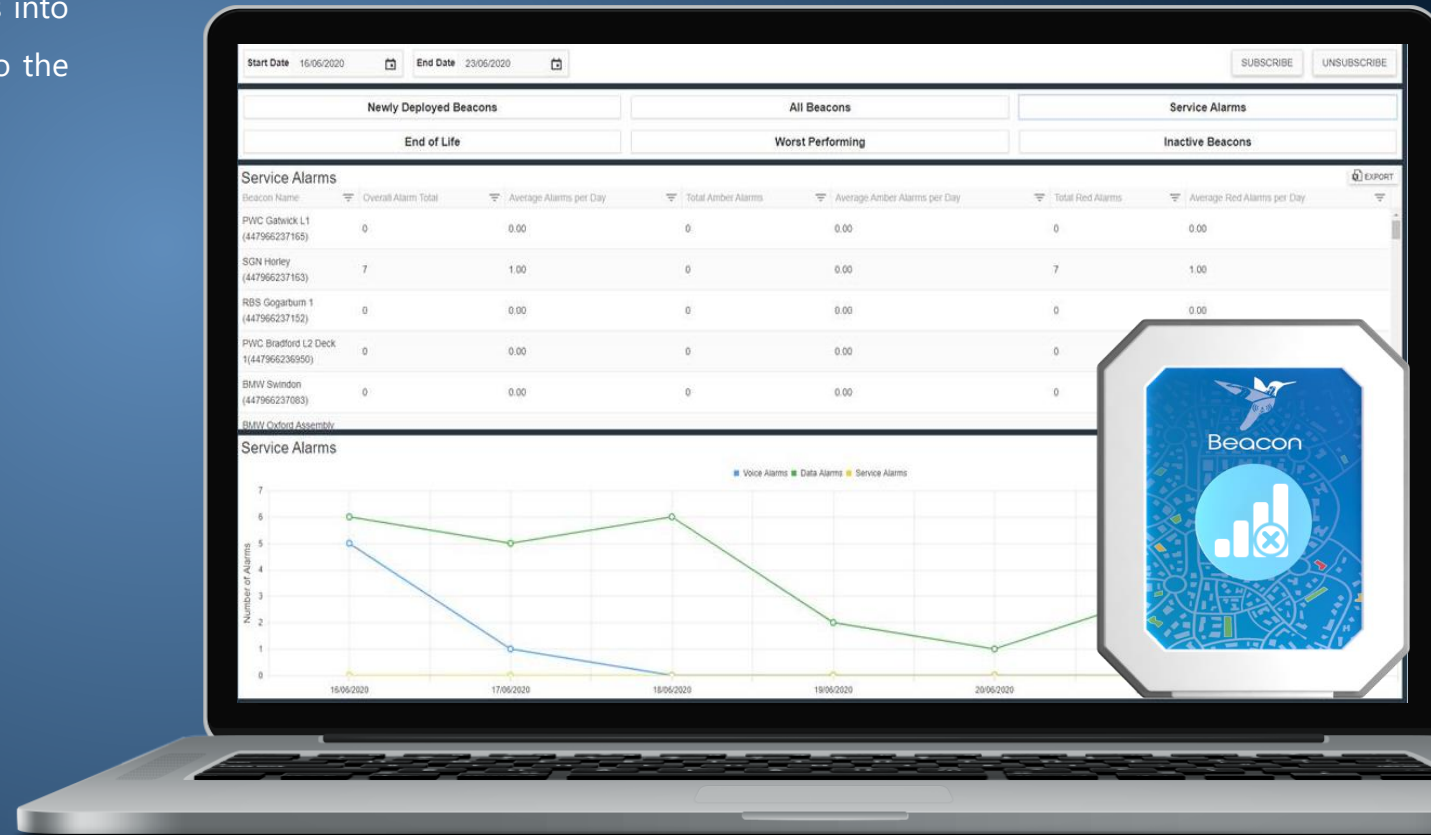 s into
o the
Start Date 16/06/2020 End Date 23/06/2020 SUBSCRIBE UNSUBSCRIBE
Newly Deployed Beacons All Beacons Service Alarms
End of Life Worst Performing Inactive Beacons
Service Alarms EXPORT
Beacon Name Overall Alarm Total Average Alarms per Day Total Amber Alarms Average Amber Alarms per Day Total Red Alarms Average Red Alarms per Day
PWC Gatwick L1
(447966237165) 0 0.00 0 0.00 0 0.00
SGN Horley
(447966237163) 7 1.00 0 0.00 7 1.00
RBS Gogarburn 1
(447966237152) 0 0.00 0 0.00 0 0.00
PWC Bradford L2 Deck
1(447966236950) 0 0.00 0 0.00 0
BMW Swindon
(447966237083) 0 0.00 0 0.00 0
BMW Oxford Assembly
Beacon
Service Alarms
Voice Alarms Data Alarms Service Alarms
Number of Alarms
7
6
5
4
3
2
1
0
16/06/2020 17/06/2020 18/06/2020 19/06/2020 20/06/2020